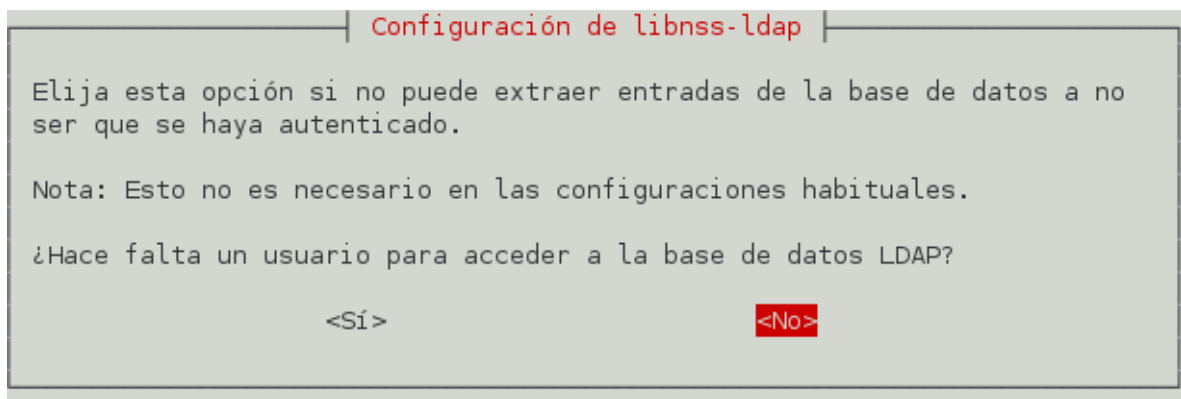 Configuración de libnss-ldap
Elija esta opción si no puede extraer entradas de la base de datos a no
ser que se haya autenticado.
Nota: Esto no es necesario en las configuraciones habituales.
¿Hace falta un usuario para acceder a la base de datos LDAP?
<Sí> <No>